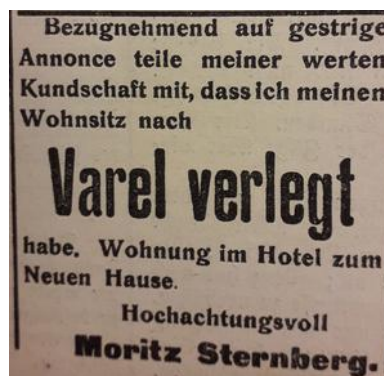 Bezugnehmend auf gestrige
Annonce teile meiner werten
Kundschaft mit, dass ich meinen
Wohnsitz nach
Varel verlegt
habe. Wohnung im Hotel zum
Neuen Hause.
Hochachtungsvoll
Moritz Sternberg.